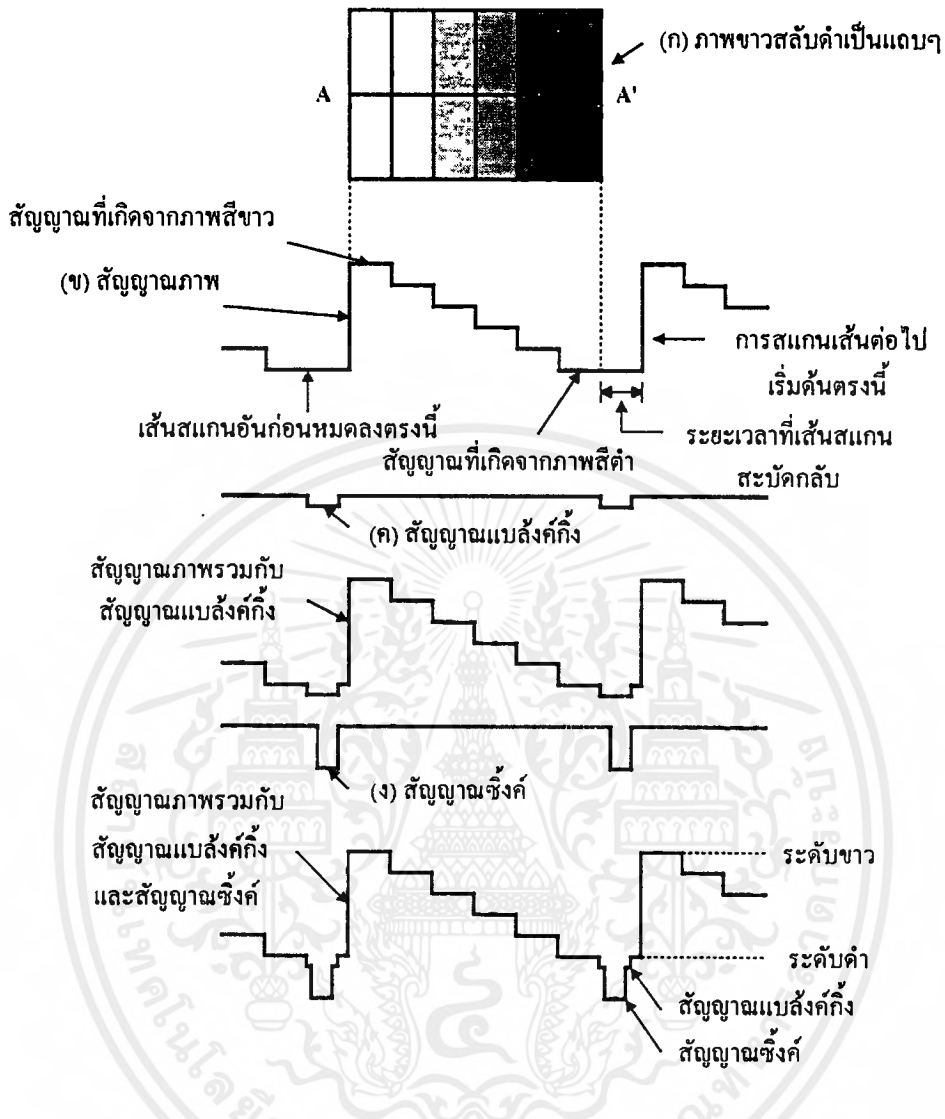 (ก) ภาพขาวสลับดำเป็นแถบๆ
A
A'
สัญญาณที่เกิดจากภาพสีขาว
(ข) สัญญาณภาพ
การสแกนเส้นต่อไป
เริ่มต้นตรงนี้
เส้นสแกนอันก่อนหมดลงตรงนี้
ระยะเวลาที่เส้นสแกน
สะบัดกลับ
สัญญาณที่เกิดจากภาพสีดำ
(ค) สัญญาณแบล้งค์กิ้ง
สัญญาณภาพรวมกับ
สัญญาณแบล้งค์กิ้ง
(ง) สัญญาณซิ้งค์
สัญญาณภาพรวมกับ
สัญญาณแบล้งค์กิ้ง
และสัญญาณซิ้งค์
ระดับขาว
ระดับดำ
สัญญาณแบล้งค์กิ้ง
สัญญาณซิ้งค์